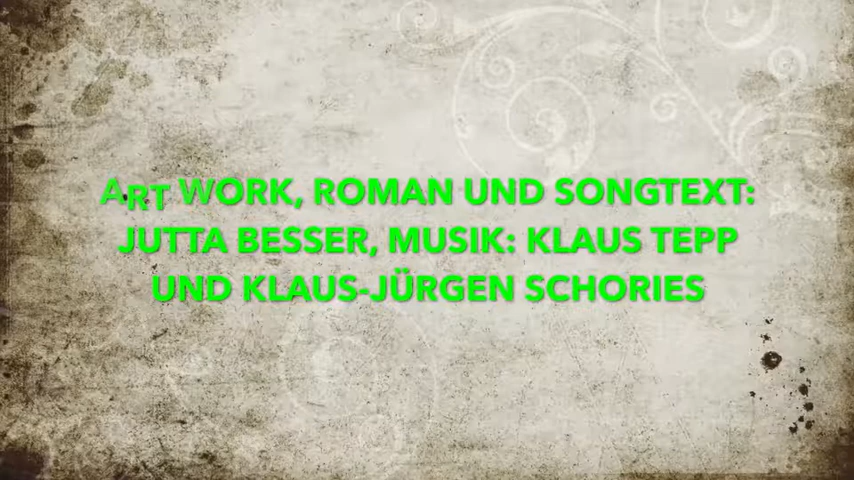 ART WORK, ROMAN UND SONGTEXT:
JUTTA BESSER, MUSIK: KLAUS TEPP
UND KLAUS-JÜRGEN SCHORIES